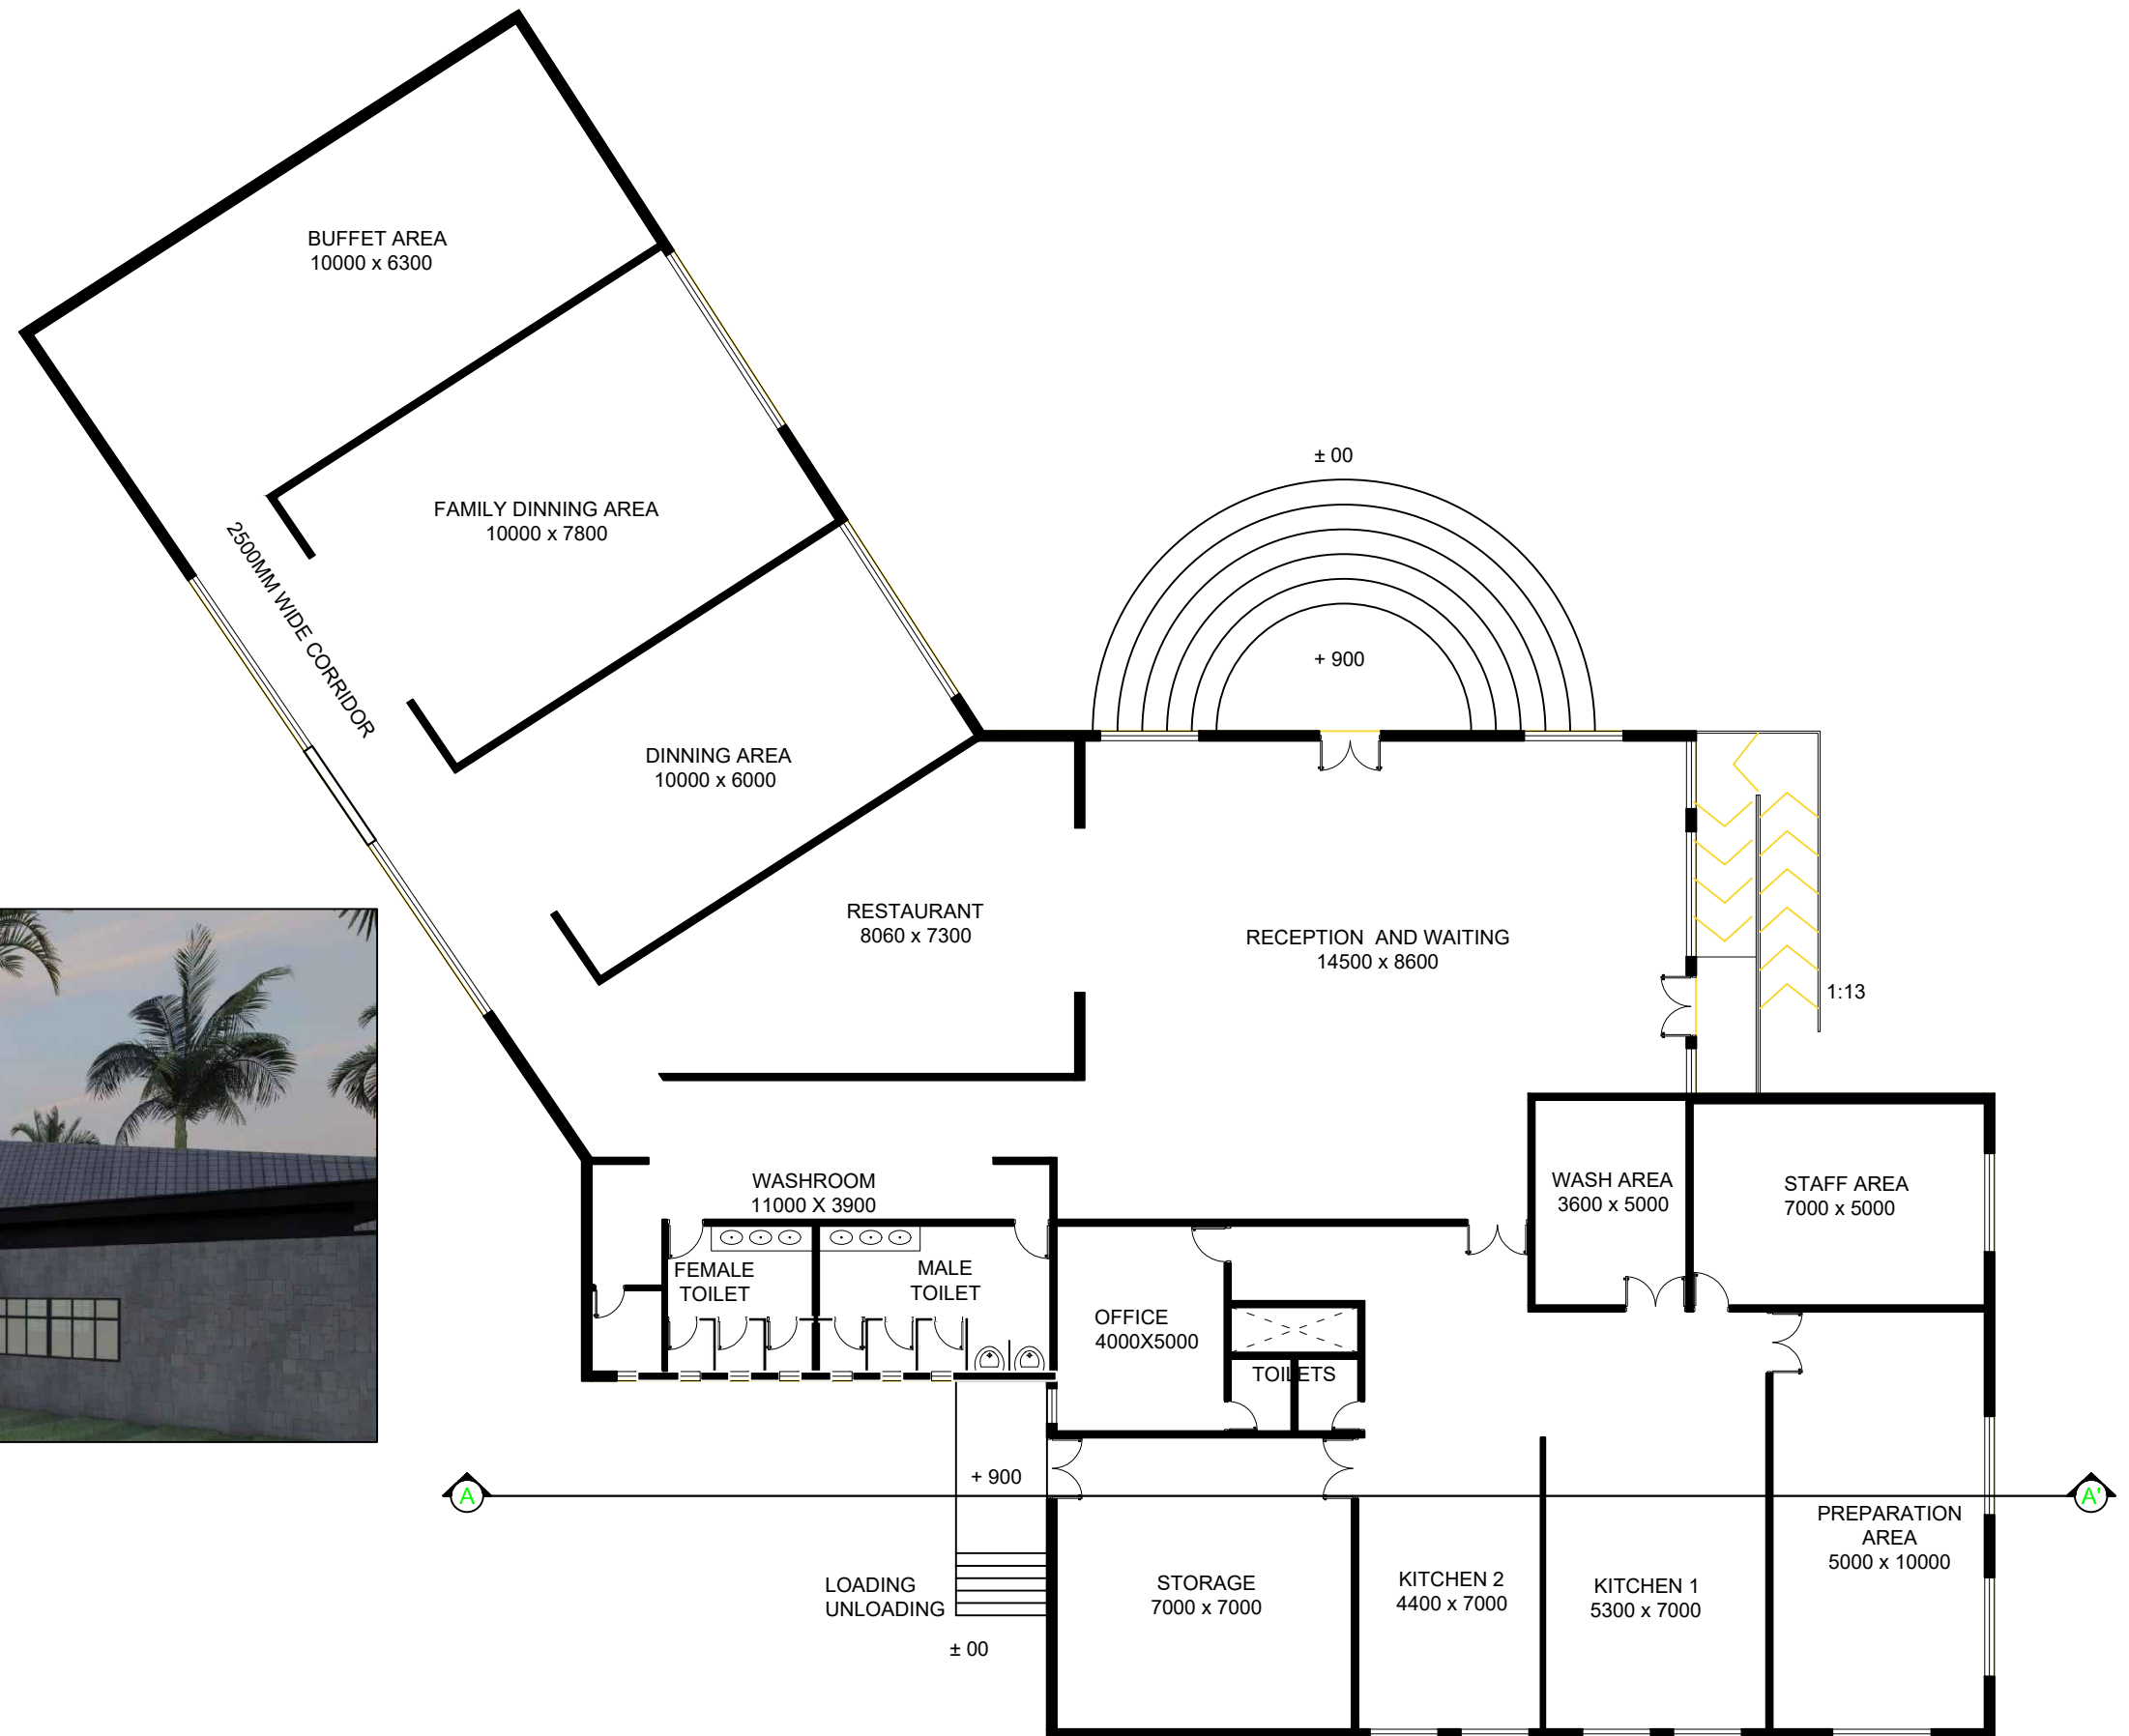 BUFFET AREA
10000 x 6300
FAMILY DINNING AREA
10000 x 7800
2500MM WIDE CORRIDOR
± 00
+ 900
DINNING AREA
10000 x 6000
RESTAURANT
8060 x 7300
RECEPTION  AND WAITING
14500 x 8600
1:13
WASHROOM
11000 X 3900
WASH AREA
3600 x 5000
STAFF AREA
7000 x 5000
FEMALE
TOILET
MALE
TOILET
OFFICE
4000X5000
TOILETS
+ 900
A
A'
PREPARATION
AREA
5000 x 10000
LOADING
UNLOADING
STORAGE
7000 x 7000
KITCHEN 2
4400 x 7000
KITCHEN 1
5300 x 7000
± 00